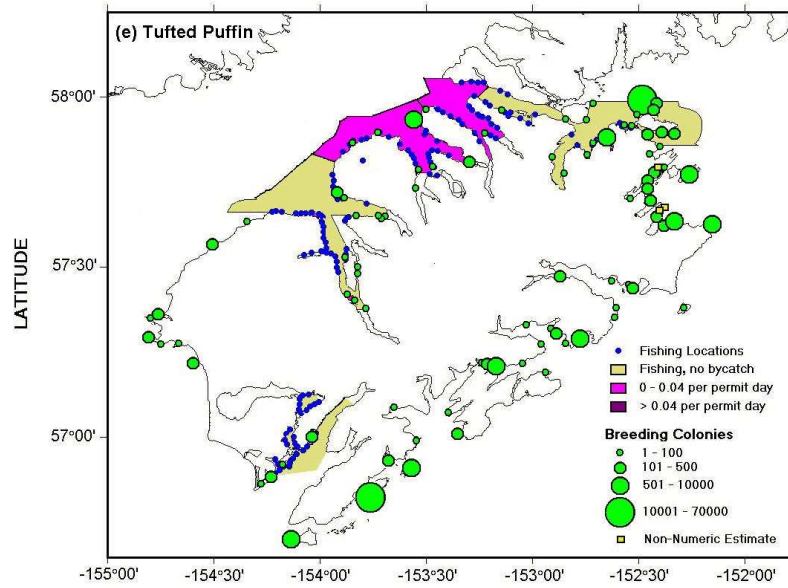 (e) Tufted Puffin
58°00'
57°30'
57°00'
LATITUDE
Fishing Locations
Fishing, no bycatch
0 - 0.04 per permit day
> 0.04 per permit day
Breeding Colonies
1 - 100
101 - 500
501 - 10000
10001 - 70000
Non-Numeric Estimate
-155°00' -154°30' -154°00' -153°30' -153°00' -152°30' -152°00'